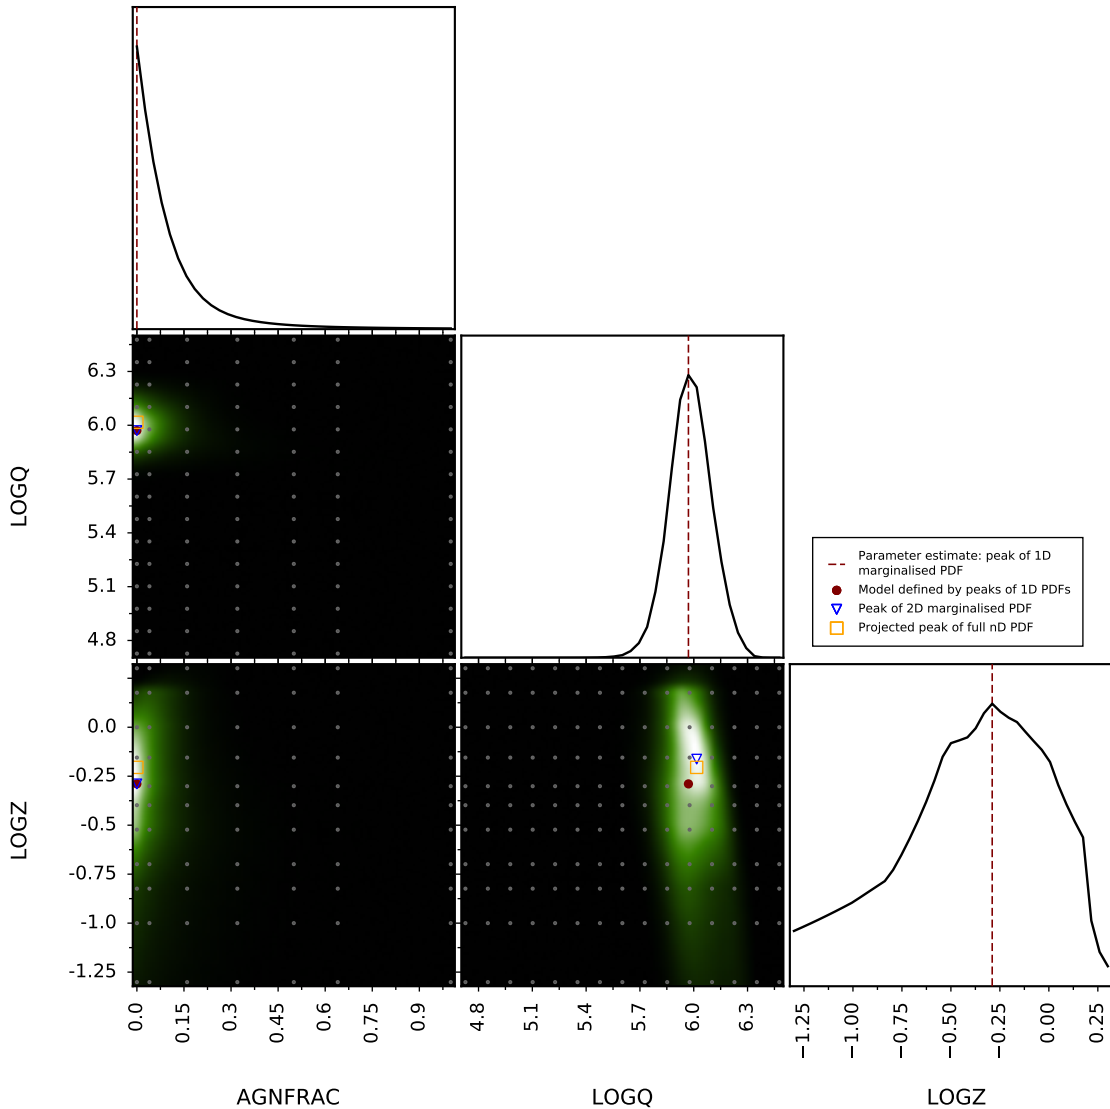 6.3
6.0
5.7
5.4
5.1
4.8
LOGQ
Parameter estimate: peak of 1D
marginalised PDF
Model defined by peaks of 1D PDFs
Peak of 2D marginalised PDF
Projected peak of full nD PDF
0.0
-0.25
-0.5
-0.75
-1.0
-1.25
LOGZ
0.0 0.15 0.3 0.45 0.6 0.75 0.9
4.8 5.1 5.4 5.7 6.0 6.3
−1.25 −1.00 −0.75 −0.50 −0.25 0.00 0.25
AGNFRAC LOGQ LOGZ